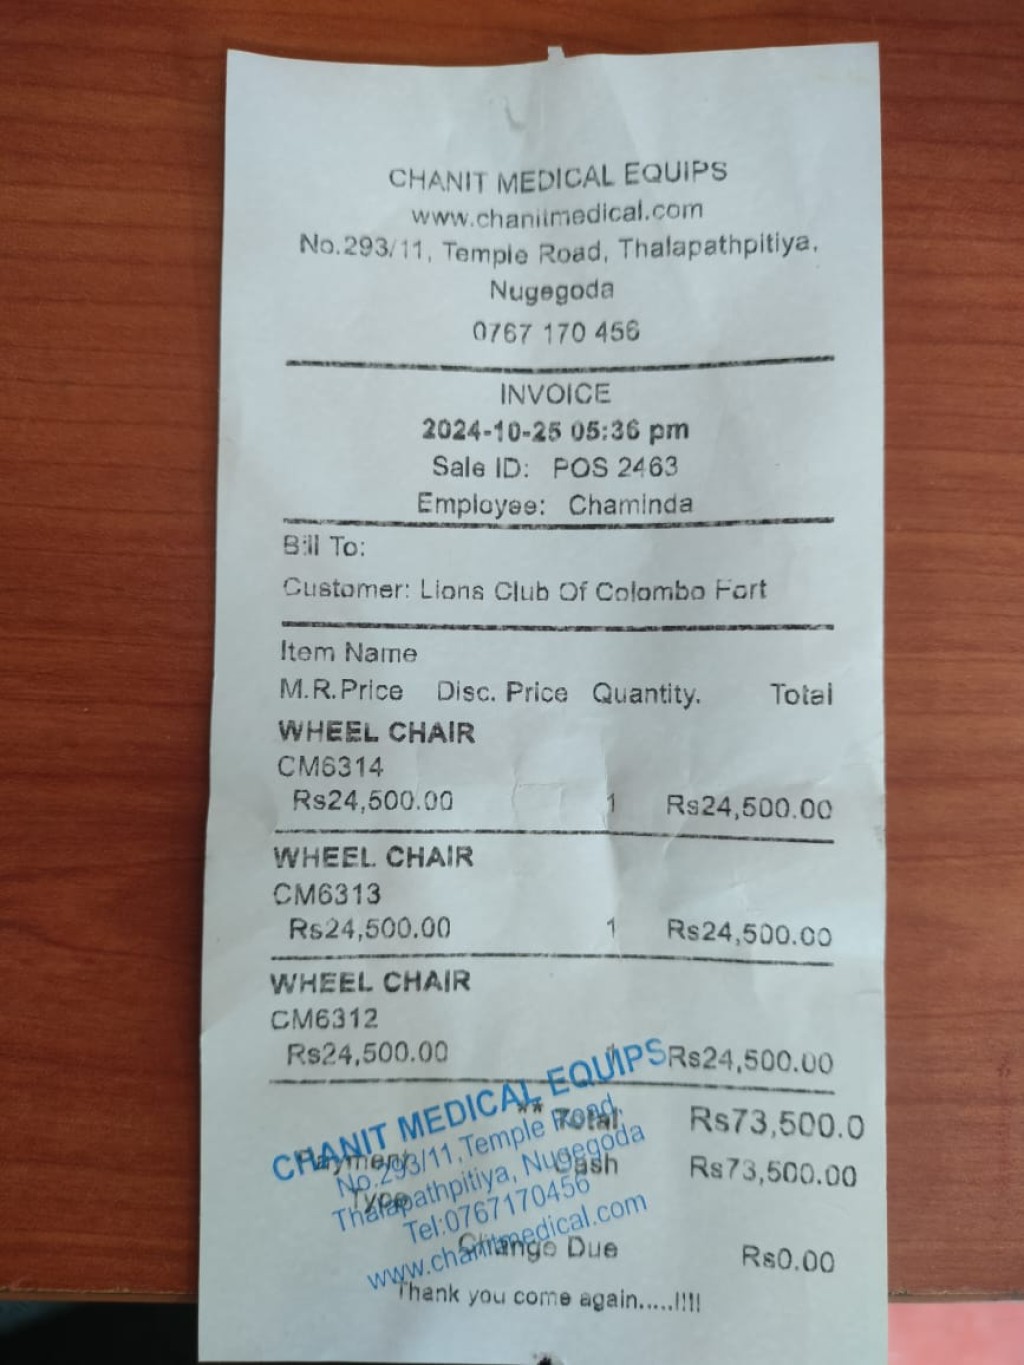 CHANIT MEDICAL EQUIPS
www.chanitmedical.com
No.293/11, Temple Road, Thalapathpitiya,
Nugegoda
0767 170 456
INVOICE
2024-10-25 05:36 pm
Sale ID: POS 2463
Employee: Chaminda
Bill To:
Customer: Lions Club Of Colombo Fort
Item Name
M.R.Price Disc. Price Quantity. Total
WHEEL CHAIR
CM6314
Rs24,500.00 1 Rs24,500.00
WHEEL CHAIR
CM6313
Rs24,500.00 1 Rs24,500.00
WHEEL CHAIR
CM6312
Rs24,500.00 1 Rs24,500.00
** Total Rs73,500.0
Payment Cash Rs73,500.00
Type
Change Due Rs0.00
Thank you come again.....!!!!
CHANIT MEDICAL EQUIPS
No.293/11,Temple Road,
Thalapathpitiya, Nugegoda
Tel:0767170456
www.chanitmedical.com